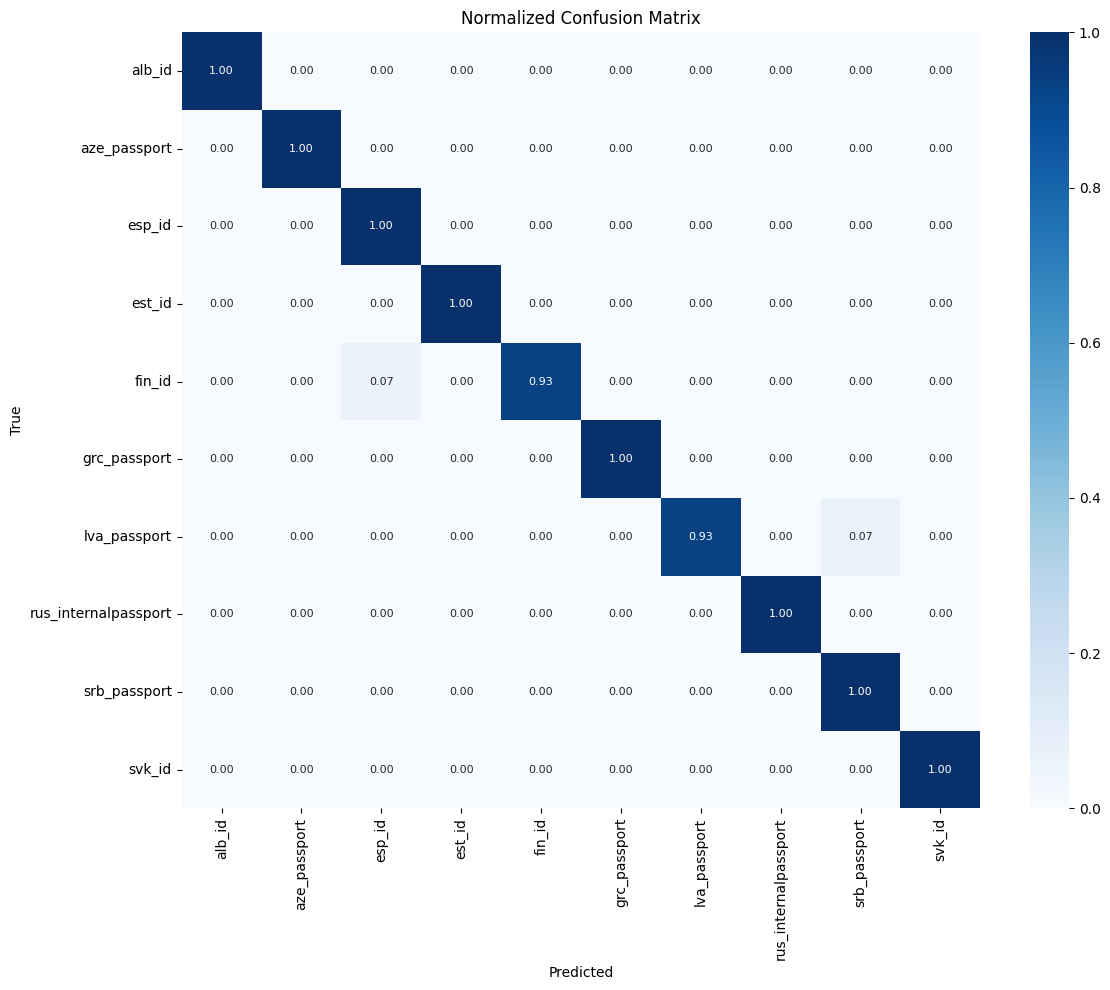 Normalized Confusion Matrix
True
alb_id 1.00 0.00 0.00 0.00 0.00 0.00 0.00 0.00 0.00 0.00
aze_passport 0.00 1.00 0.00 0.00 0.00 0.00 0.00 0.00 0.00 0.00
esp_id 0.00 0.00 1.00 0.00 0.00 0.00 0.00 0.00 0.00 0.00
est_id 0.00 0.00 0.00 1.00 0.00 0.00 0.00 0.00 0.00 0.00
fin_id 0.00 0.00 0.07 0.00 0.93 0.00 0.00 0.00 0.00 0.00
grc_passport 0.00 0.00 0.00 0.00 0.00 1.00 0.00 0.00 0.00 0.00
lva_passport 0.00 0.00 0.00 0.00 0.00 0.00 0.93 0.00 0.07 0.00
rus_internalpassport 0.00 0.00 0.00 0.00 0.00 0.00 0.00 1.00 0.00 0.00
srb_passport 0.00 0.00 0.00 0.00 0.00 0.00 0.00 0.00 1.00 0.00
svk_id 0.00 0.00 0.00 0.00 0.00 0.00 0.00 0.00 0.00 1.00
alb_id aze_passport esp_id est_id fin_id grc_passport lva_passport rus_internalpassport srb_passport svk_id
Predicted
1.0
0.8
0.6
0.4
0.2
0.0